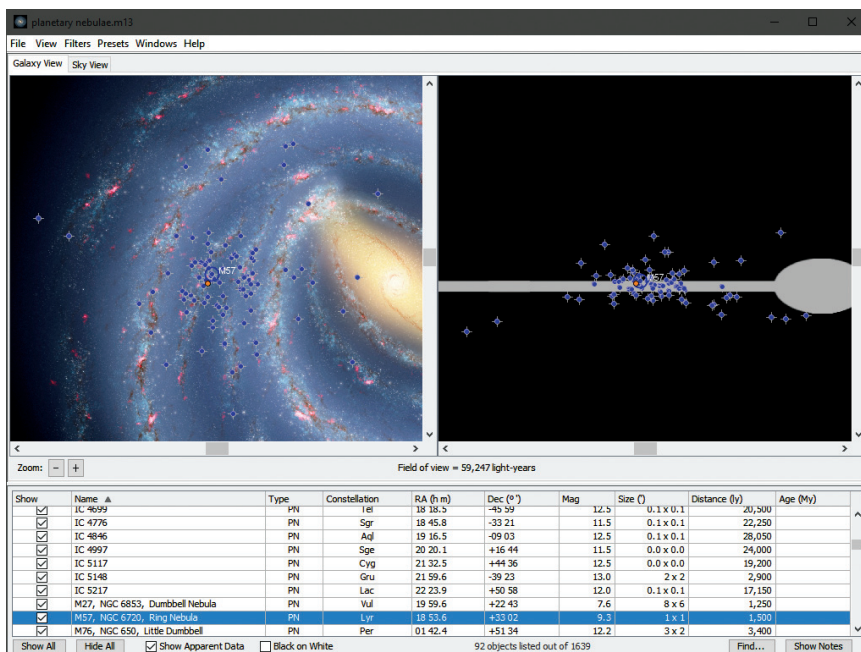 planetary nebulae.m13
File View Filters Presets Windows Help
Galaxy View Sky View
M57
M57
Zoom: - + Field of view = 59,247 light-years
Show Name Type Constellation RA (h m) Dec (° ') Mag Size (') Distance (ly) Age (My)
IC 4699 PN Tel 18 18.5 -45 59 12.5 0.1 x 0.1 20,500
IC 4776 PN Sgr 18 45.8 -33 21 11.5 0.1 x 0.1 22,250
IC 4846 PN Aql 19 16.5 -09 03 12.5 0.1 x 0.1 28,050
IC 4997 PN Sge 20 20.1 +16 44 11.5 0.0 x 0.0 24,000
IC 5117 PN Cyg 21 32.5 +44 36 12.5 0.0 x 0.0 19,200
IC 5148 PN Gru 21 59.6 -39 23 13.0 2 x 2 2,900
IC 5217 PN Lac 22 23.9 +50 58 12.0 0.1 x 0.1 17,150
M27, NGC 6853, Dumbbell Nebula PN Vul 19 59.6 +22 43 7.6 8 x 6 1,250
M57, NGC 6720, Ring Nebula PN Lyr 18 53.6 +33 02 9.3 1 x 1 1,500
M76, NGC 650, Little Dumbbell PN Per 01 42.4 +51 34 12.2 3 x 2 3,400
Show All Hide All Show Apparent Data Black on White 92 objects listed out of 1639 Find... Show Notes